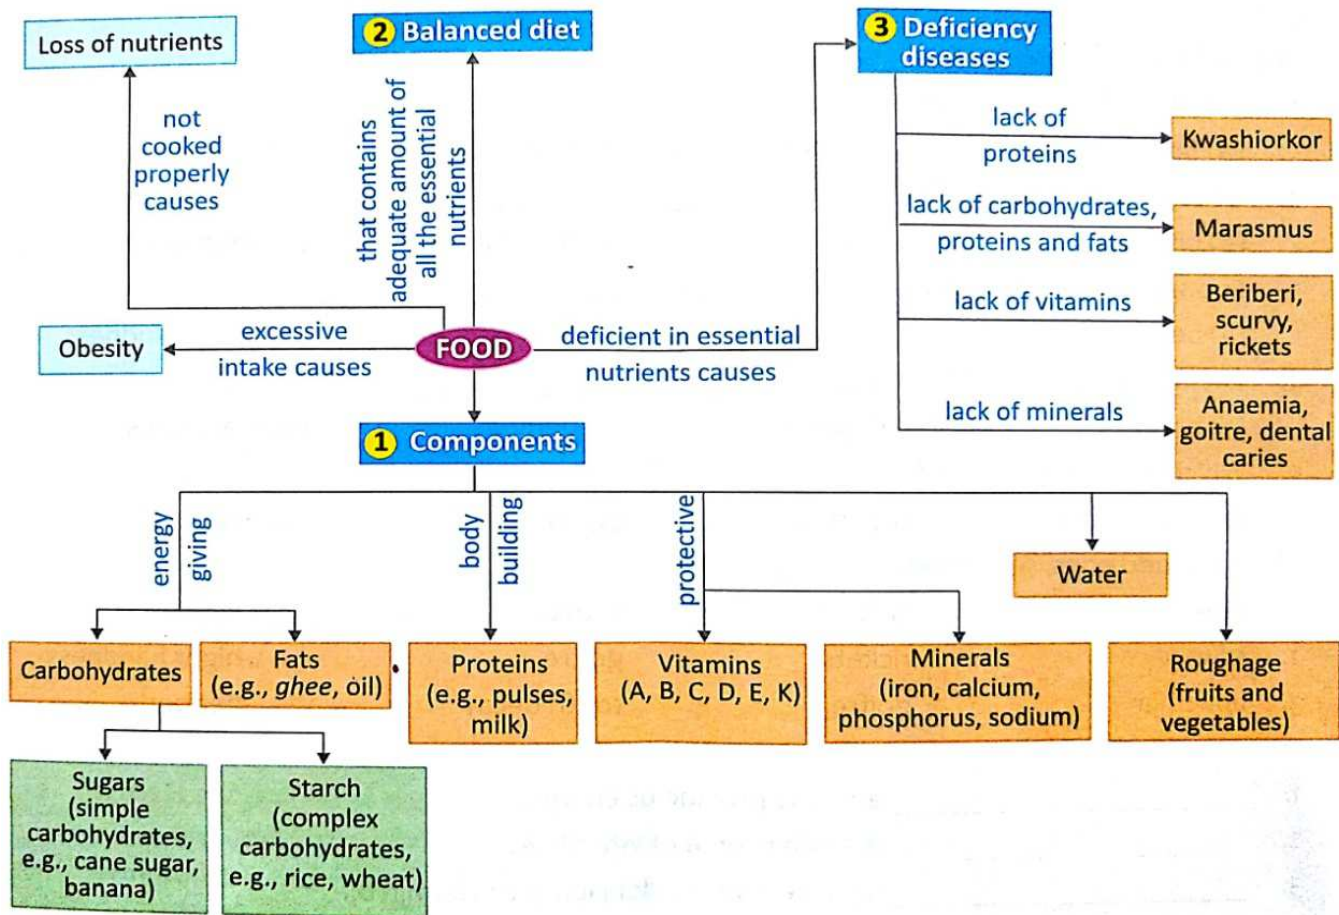 Loss of nutrients
2 Balanced diet
3 Deficiency
diseases
not
cooked
properly
causes
that contains
adequate amount of
all the essential
nutrients
lack of
proteins
Kwashiorkor
lack of carbohydrates,
proteins and fats
Marasmus
lack of vitamins
Beriberi,
scurvy,
rickets
lack of minerals
Anaemia,
goitre, dental
caries
Obesity
excessive
intake causes
FOOD
deficient in essential
nutrients causes
1 Components
energy
giving
body
building
protective
Water
Carbohydrates
Fats
(e.g., ghee, oil)
Proteins
(e.g., pulses,
milk)
Vitamins
(A, B, C, D, E, K)
Minerals
(iron, calcium,
phosphorus, sodium)
Roughage
(fruits and
vegetables)
Sugars
(simple
carbohydrates,
e.g., cane sugar,
banana)
Starch
(complex
carbohydrates,
e.g., rice, wheat)